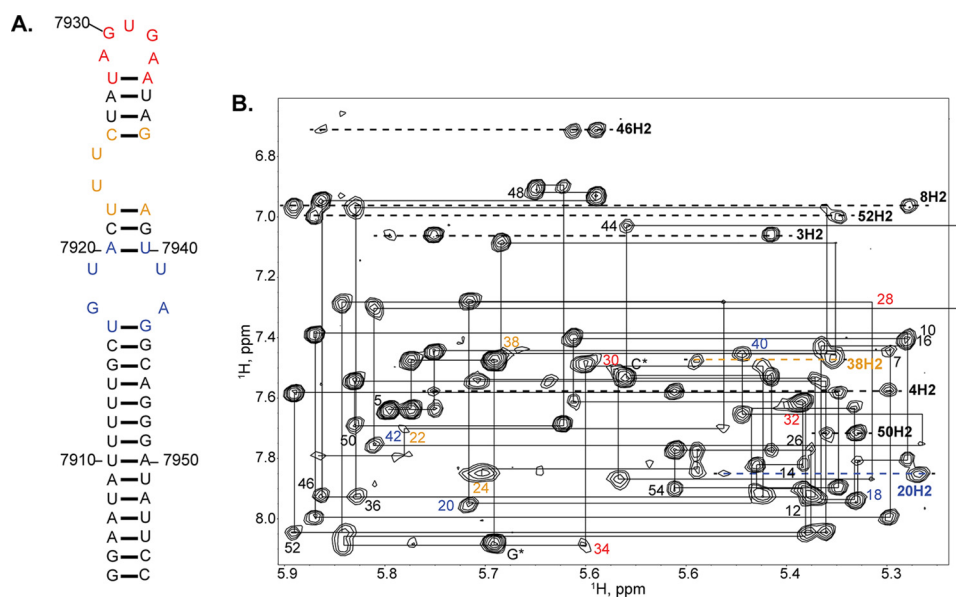 A.
7930 G U G
A A
U A
A U
U A
C G
U
U
U A
C G
7920 A U 7940
U U
G A
U G
C G
G C
U A
U G
U G
U G
7910 U A 7950
A U
U A
A U
A U
G C
G C
B.
46H2
48
8H2
52H2
44
3H2
28
10
16
38
40
7
30
C*
38H2
4H2
5
32
50
42
22
50H2
26
14
24
20H2
46
36
20
54
12
18
52
G*
34
6.8
7.0
7.2
7.4
7.6
7.8
8.0
¹H, ppm
5.9 5.8 5.7 5.6 5.4 5.3
¹H, ppm